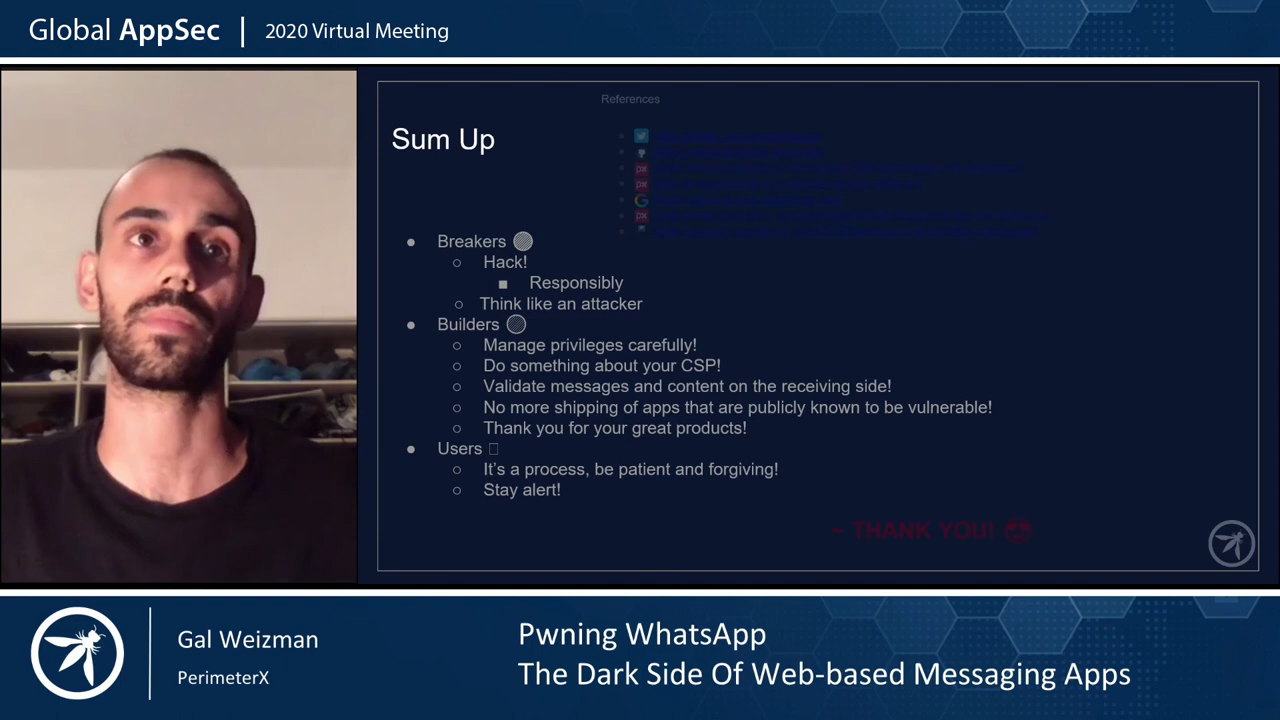 Global AppSec | 2020 Virtual Meeting
References
Sum Up
● Breakers
○ Hack!
■ Responsibly
○ Think like an attacker
● Builders
○ Manage privileges carefully!
○ Do something about your CSP!
○ Validate messages and content on the receiving side!
○ No more shipping of apps that are publicly known to be vulnerable!
○ Thank you for your great products!
● Users
○ It's a process, be patient and forgiving!
○ Stay alert!
~ THANK YOU!
Gal Weizman
PerimeterX
Pwning WhatsApp
The Dark Side Of Web-based Messaging Apps